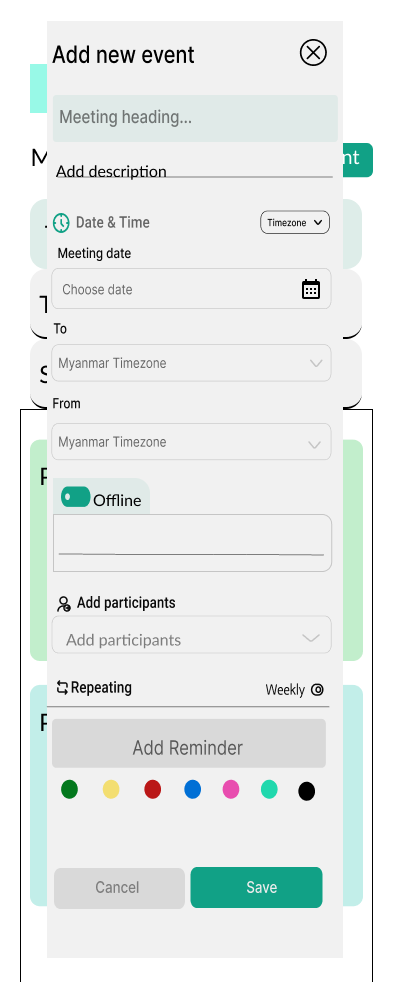 Add new event
Meeting heading...
nt
Add description
Date & Time
Timezone
Meeting date
Choose date
To
Myanmar Timezone
From
Myanmar Timezone
Offline
Add participants
Add participants
Repeating
Weekly
Add Reminder
Cancel
Save